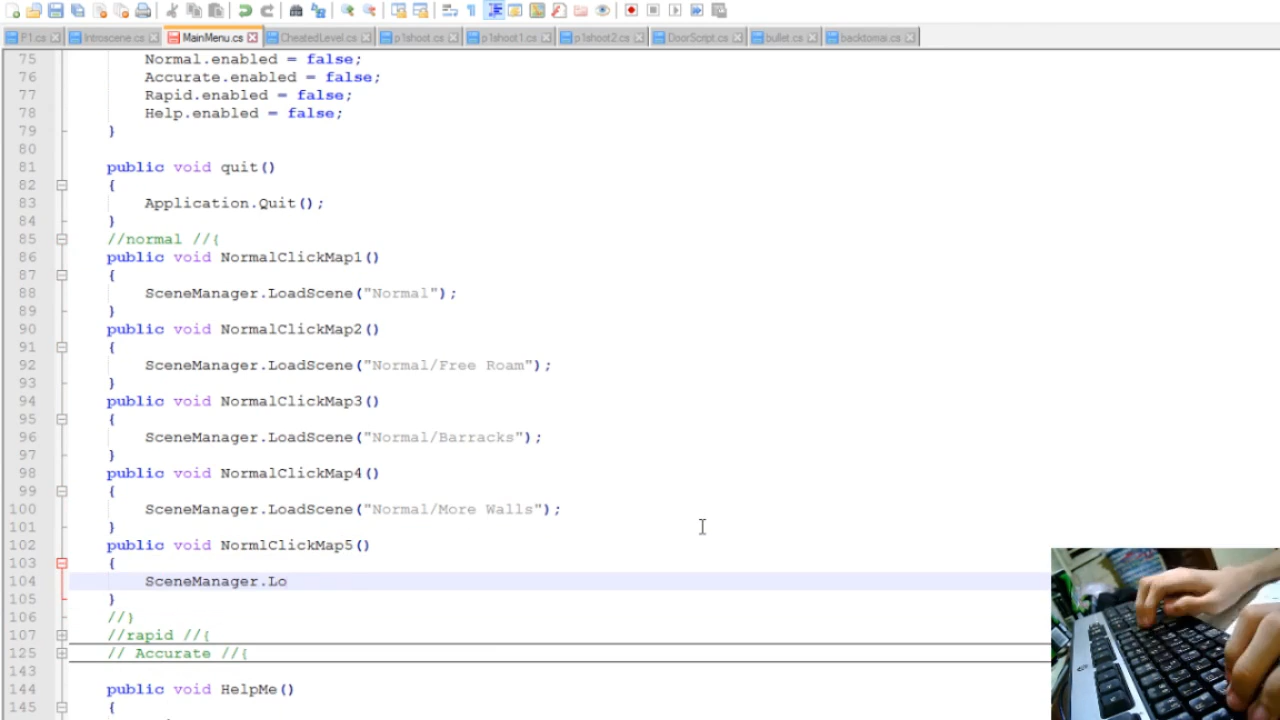 P1.cs Introscene.cs MainMenu.cs CheatedLevel.cs p1shoot.cs p1shoot1.cs p1shoot2.cs DoorScript.cs bullet.cs backtomai.cs
75 Normal.enabled = false;
76 Accurate.enabled = false;
77 Rapid.enabled = false;
78 Help.enabled = false;
79 }
80
81 public void quit()
82 {
83 Application.Quit();
84 }
85 //normal //{
86 public void NormalClickMap1()
87 {
88 SceneManager.LoadScene("Normal");
89 }
90 public void NormalClickMap2()
91 {
92 SceneManager.LoadScene("Normal/Free Roam");
93 }
94 public void NormalClickMap3()
95 {
96 SceneManager.LoadScene("Normal/Barracks");
97 }
98 public void NormalClickMap4()
99 {
100 SceneManager.LoadScene("Normal/More Walls");
101 }
102 public void NormlClickMap5()
103 {
104 SceneManager.Lo
105 }
106 //}
107 //rapid //{
125 // Accurate //{
143
144 public void HelpMe()
145 {